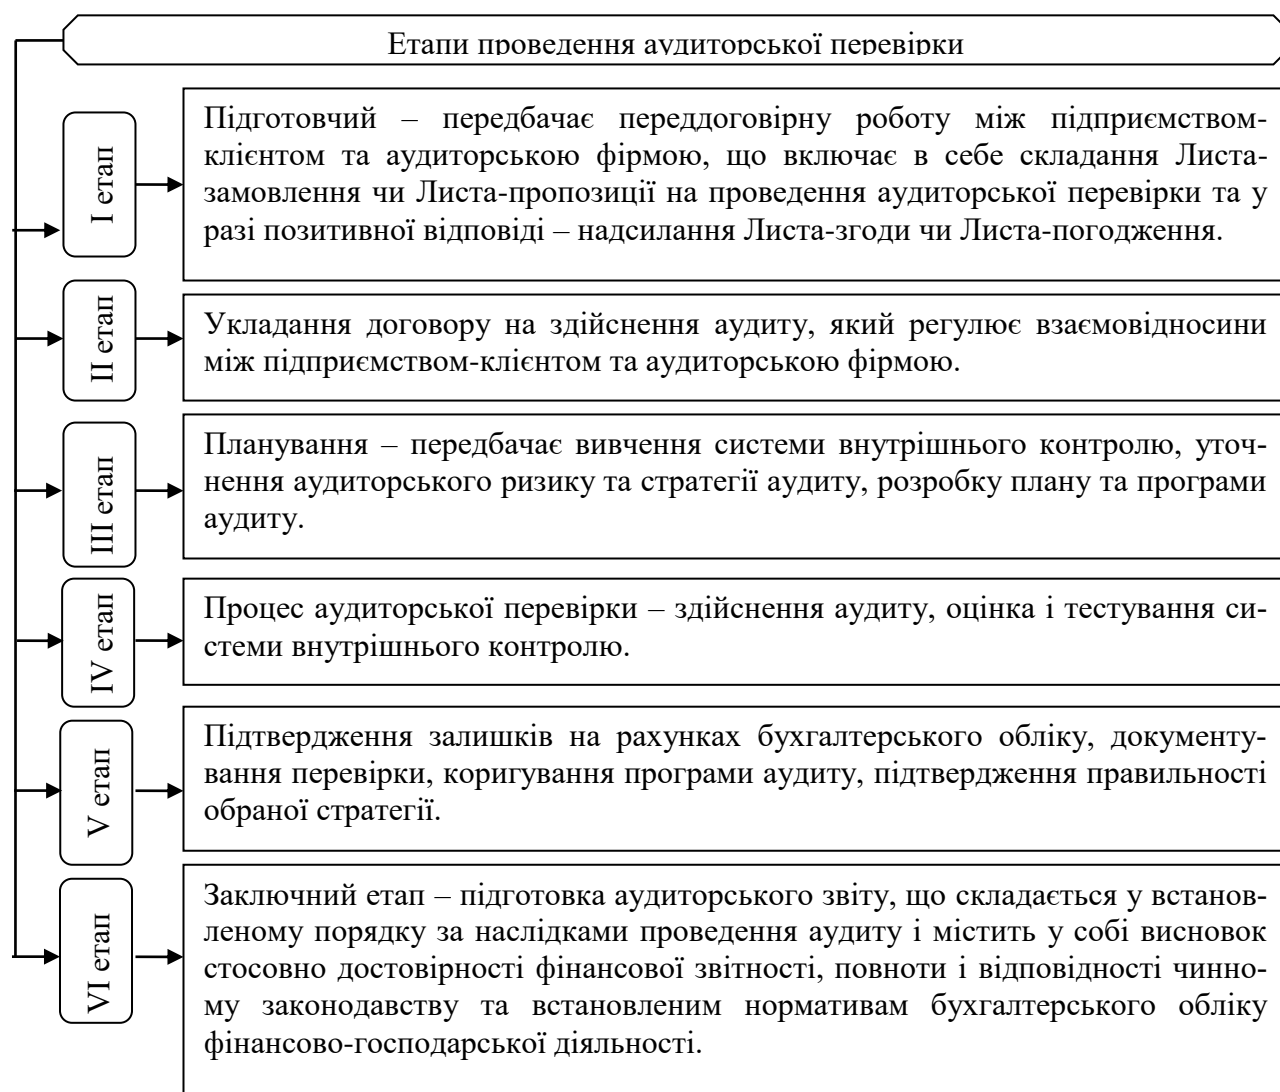 Етапи проведення аудиторської перевірки
І етап
Підготовчий – передбачає переддоговірну роботу між підприємством-
клієнтом та аудиторською фірмою, що включає в себе складання Листа-
замовлення чи Листа-пропозиції на проведення аудиторської перевірки та у
разі позитивної відповіді – надсилання Листа-згоди чи Листа-погодження.
ІІ етап
Укладання договору на здійснення аудиту, який регулює взаємовідносини
між підприємством-клієнтом та аудиторською фірмою.
ІІІ етап
Планування – передбачає вивчення системи внутрішнього контролю, уточ-
нення аудиторського ризику та стратегії аудиту, розробку плану та програми
аудиту.
IV етап
Процес аудиторської перевірки – здійснення аудиту, оцінка і тестування си-
стеми внутрішнього контролю.
V етап
Підтвердження залишків на рахунках бухгалтерського обліку, документу-
вання перевірки, коригування програми аудиту, підтвердження правильності
обраної стратегії.
VI етап
Заключний етап – підготовка аудиторського звіту, що складається у встанов-
леному порядку за наслідками проведення аудиту і містить у собі висновок
стосовно достовірності фінансової звітності, повноти і відповідності чинно-
му законодавству та встановленим нормативам бухгалтерського обліку
фінансово-господарської діяльності.